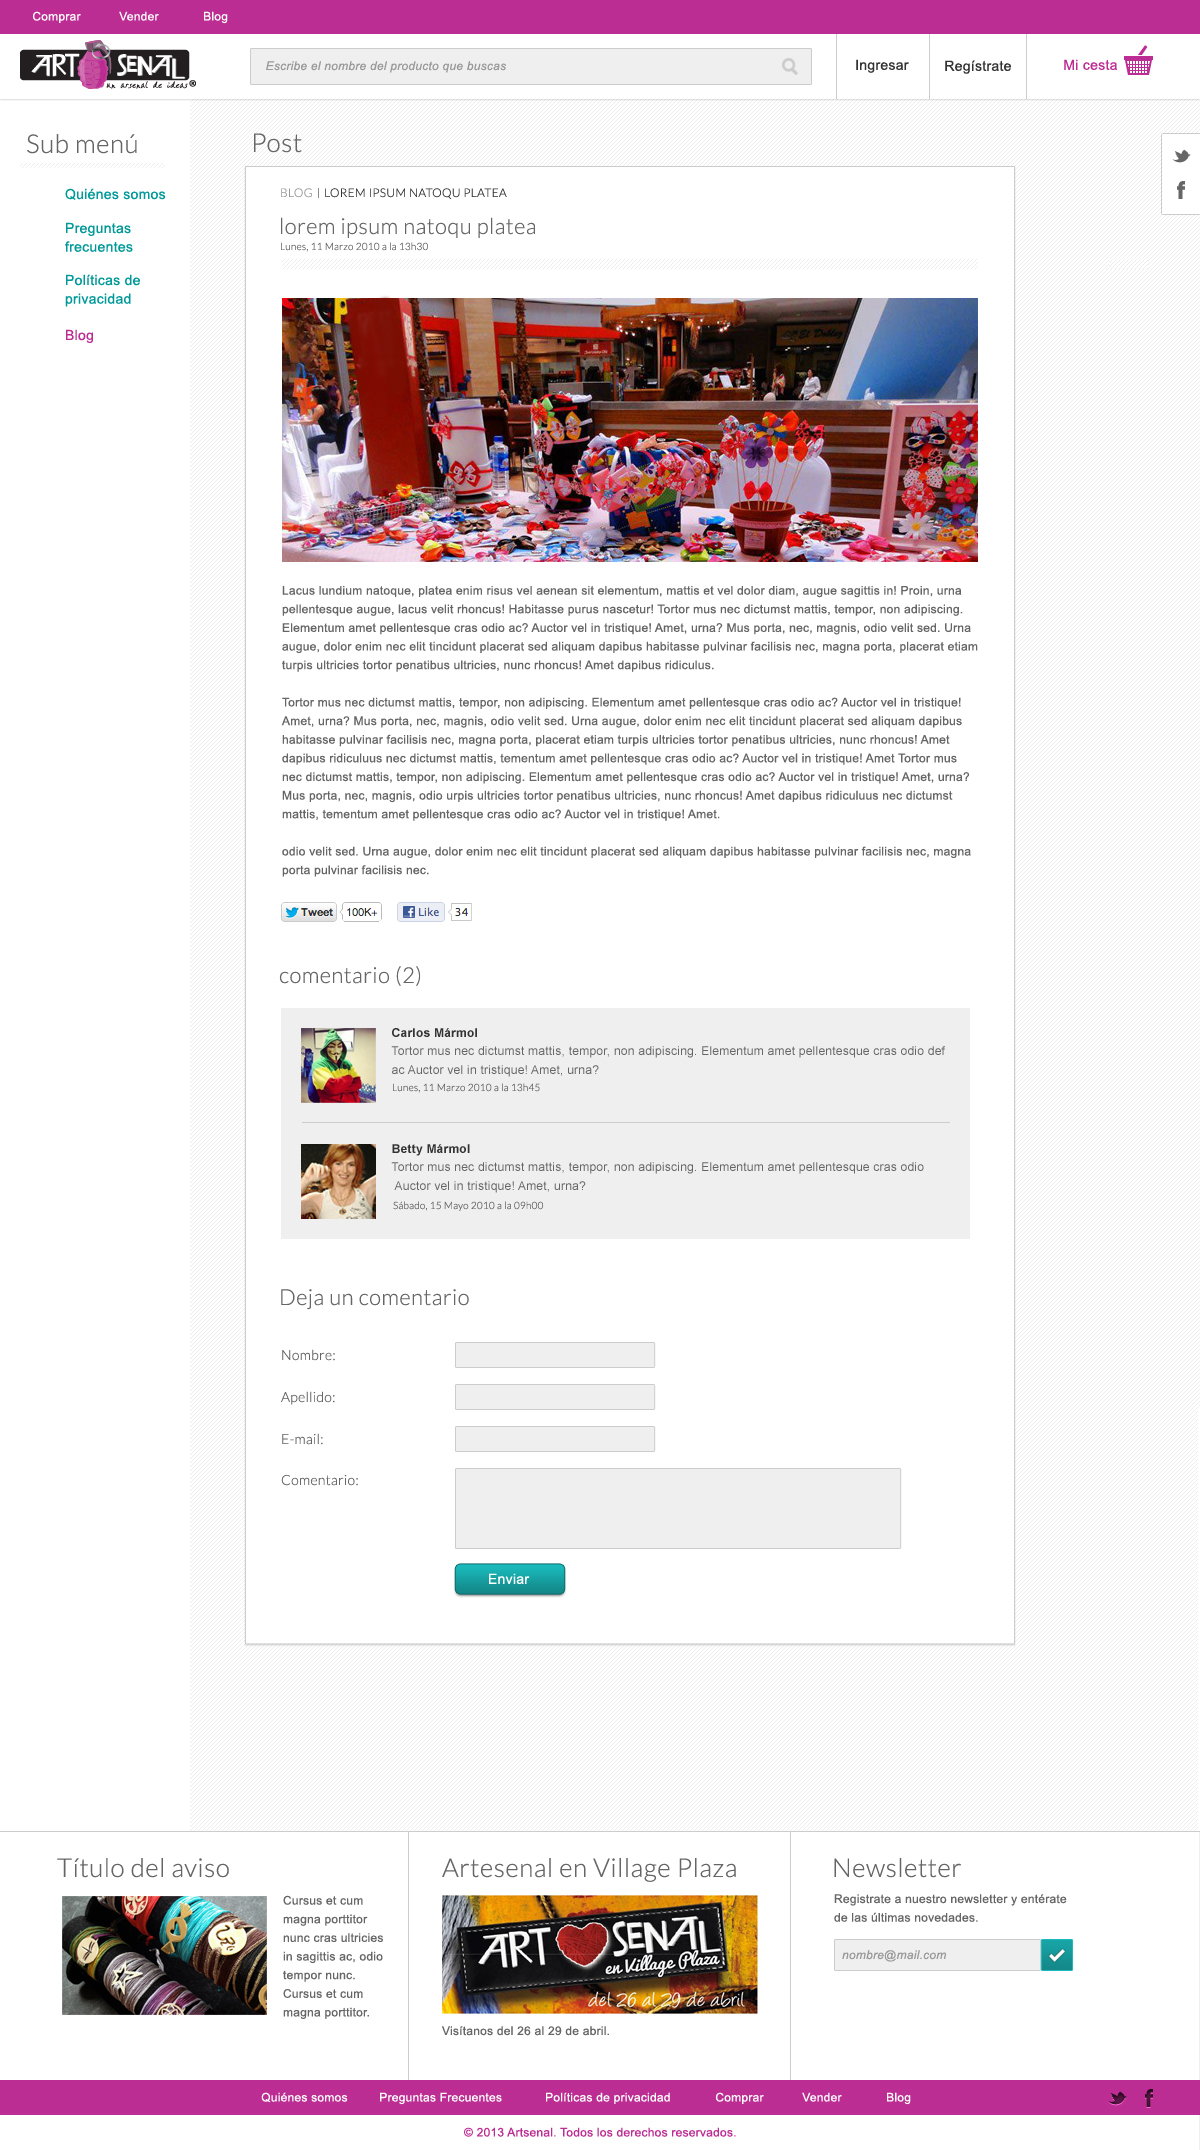 Comprar Vender Blog
ART SENAL®
un arsenal de ideas
Escribe el nombre del producto que buscas
Ingresar
Regístrate
Mi cesta
Sub menú
Quiénes somos
Preguntas
frecuentes
Políticas de
privacidad
Blog
Post
BLOG | LOREM IPSUM NATOQU PLATEA
lorem ipsum natoqu platea
Lunes, 11 Marzo 2010 a la 13h30
Lacus lundium natoque, platea enim risus vel aenean sit elementum, mattis et vel dolor diam, augue sagittis in! Proin, urna
pellentesque augue, lacus velit rhoncus! Habitasse purus nascetur! Tortor mus nec dictumst mattis, tempor, non adipiscing.
Elementum amet pellentesque cras odio ac? Auctor vel in tristique! Amet, urna? Mus porta, nec, magnis, odio velit sed. Urna
augue, dolor enim nec elit tincidunt placerat sed aliquam dapibus habitasse pulvinar facilisis nec, magna porta, placerat etiam
turpis ultricies tortor penatibus ultricies, nunc rhoncus! Amet dapibus ridiculus.
Tortor mus nec dictumst mattis, tempor, non adipiscing. Elementum amet pellentesque cras odio ac? Auctor vel in tristique!
Amet, urna? Mus porta, nec, magnis, odio velit sed. Urna augue, dolor enim nec elit tincidunt placerat sed aliquam dapibus
habitasse pulvinar facilisis nec, magna porta, placerat etiam turpis ultricies tortor penatibus ultricies, nunc rhoncus! Amet
dapibus ridiculuus nec dictumst mattis, tementum amet pellentesque cras odio ac? Auctor vel in tristique! Amet Tortor mus
nec dictumst mattis, tempor, non adipiscing. Elementum amet pellentesque cras odio ac? Auctor vel in tristique! Amet, urna?
Mus porta, nec, magnis, odio urpis ultricies tortor penatibus ultricies, nunc rhoncus! Amet dapibus ridiculuus nec dictumst
mattis, tementum amet pellentesque cras odio ac? Auctor vel in tristique! Amet.
odio velit sed. Urna augue, dolor enim nec elit tincidunt placerat sed aliquam dapibus habitasse pulvinar facilisis nec, magna
porta pulvinar facilisis nec.
Tweet 100K+ Like 34
comentario (2)
Carlos Mármol
Tortor mus nec dictumst mattis, tempor, non adipiscing. Elementum amet pellentesque cras odio def
ac Auctor vel in tristique! Amet, urna?
Lunes, 11 Marzo 2010 a la 13h45
Betty Mármol
Tortor mus nec dictumst mattis, tempor, non adipiscing. Elementum amet pellentesque cras odio
Auctor vel in tristique! Amet, urna?
Sábado, 15 Mayo 2010 a la 09h00
Deja un comentario
Nombre:
Apellido:
E-mail:
Comentario:
Enviar
Título del aviso
Cursus et cum
magna porttitor
nunc cras ultricies
in sagittis ac, odio
tempor nunc.
Cursus et cum
magna porttitor.
Artesenal en Village Plaza
ART SENAL
en Village Plaza
del 26 al 29 de abril
Visítanos del 26 al 29 de abril.
Newsletter
Registrate a nuestro newsletter y entérate
de las últimas novedades.
nombre@mail.com
Quiénes somos Preguntas Frecuentes Políticas de privacidad Comprar Vender Blog
© 2013 Artsenal. Todos los derechos reservados.